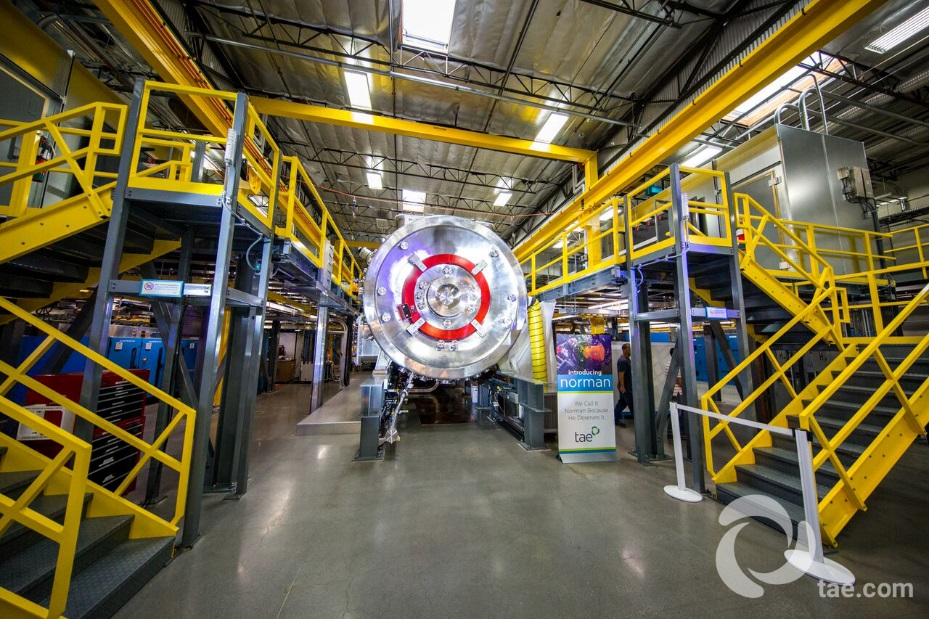 introducing
norman
We Call It
Norman Because
He Deserves It.
tae
tae.com